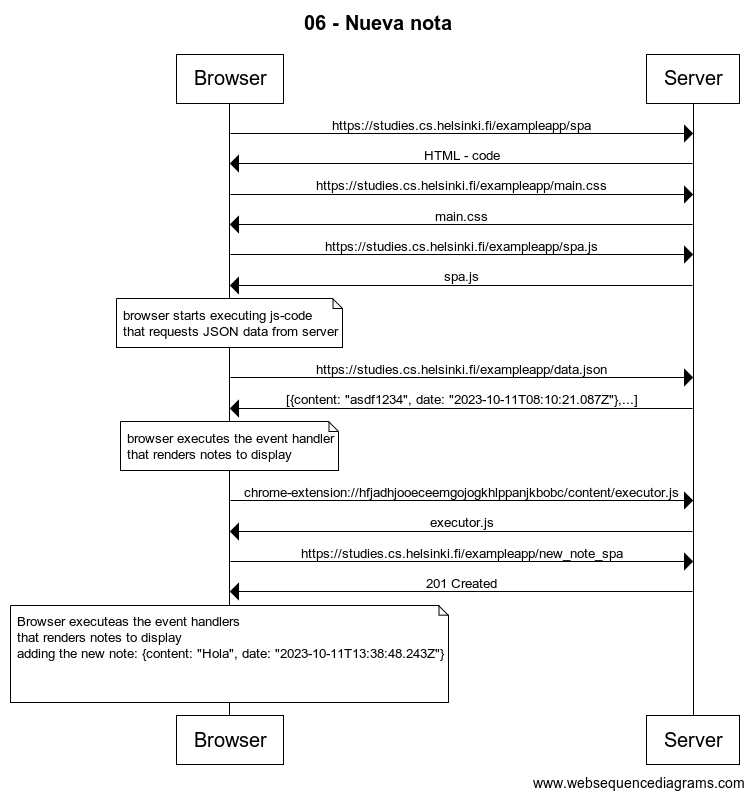 06 - Nueva nota
Browser
Server
https://studies.cs.helsinki.fi/exampleapp/spa
HTML - code
https://studies.cs.helsinki.fi/exampleapp/main.css
main.css
https://studies.cs.helsinki.fi/exampleapp/spa.js
spa.js
browser starts executing js-code
that requests JSON data from server
https://studies.cs.helsinki.fi/exampleapp/data.json
[{content: "asdf1234", date: "2023-10-11T08:10:21.087Z"},...]
browser executes the event handler
that renders notes to display
chrome-extension://hfjadhjooeceemgojogkhlppanjkbobc/content/executor.js
executor.js
https://studies.cs.helsinki.fi/exampleapp/new_note_spa
201 Created
Browser executeas the event handlers
that renders notes to display
adding the new note: {content: "Hola", date: "2023-10-11T13:38:48.243Z"}
Browser
Server
www.websequencediagrams.com